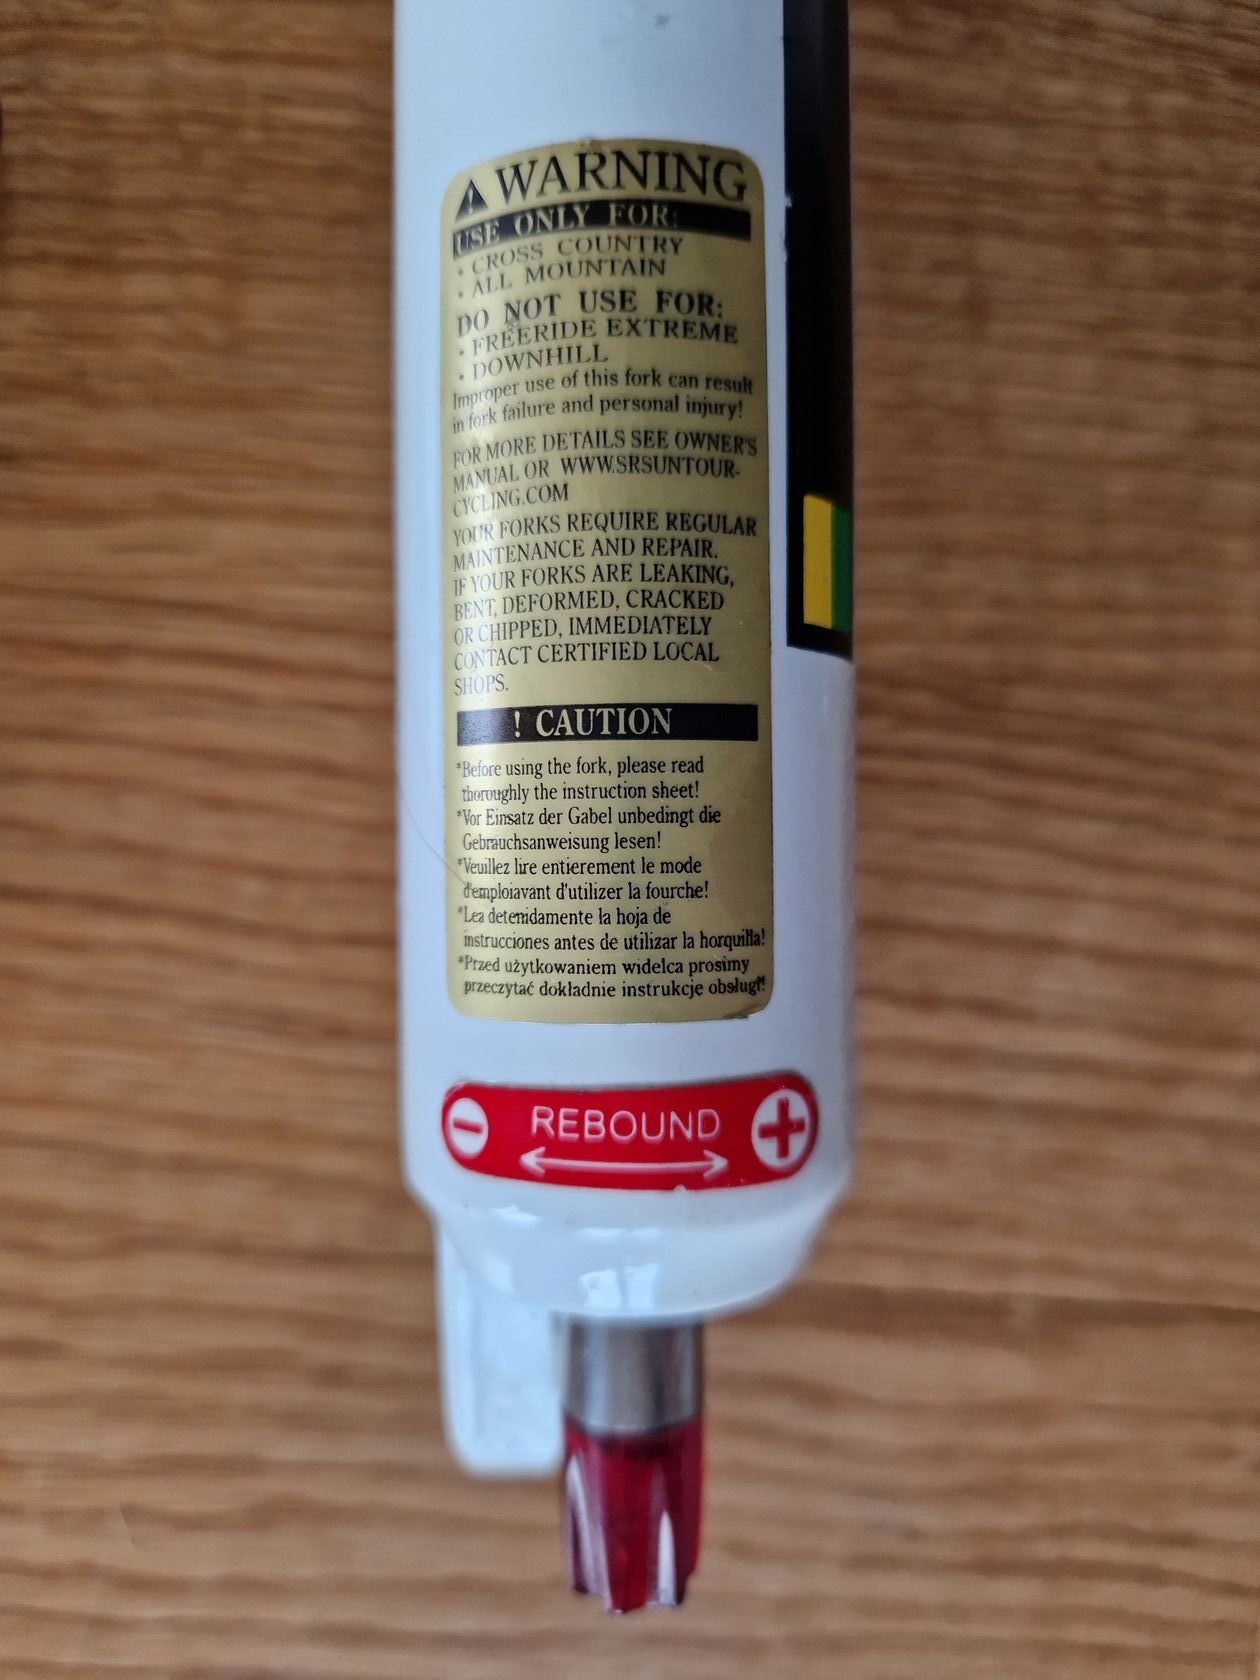 ⚠ WARNING
USE ONLY FOR:
· CROSS COUNTRY
· ALL MOUNTAIN
DO NOT USE FOR:
· FREERIDE EXTREME
· DOWNHILL
Improper use of this fork can result
in fork failure and personal injury!
FOR MORE DETAILS SEE OWNER'S
MANUAL OR WWW.SRSUNTOUR-
CYCLING.COM
YOUR FORKS REQUIRE REGULAR
MAINTENANCE AND REPAIR.
IF YOUR FORKS ARE LEAKING,
BENT, DEFORMED, CRACKED
OR CHIPPED, IMMEDIATELY
CONTACT CERTIFIED LOCAL
SHOPS.
! CAUTION
*Before using the fork, please read
thoroughly the instruction sheet!
*Vor Einsatz der Gabel unbedingt die
Gebrauchsanweisung lesen!
*Veuillez lire entierement le mode
d'emploiavant d'utilizer la fourche!
*Lea detenidamente la hoja de
instrucciones antes de utilizar la horquilla!
*Przed użytkowaniem widelca prosimy
przeczytać dokładnie instrukcje obsługi!
− REBOUND +